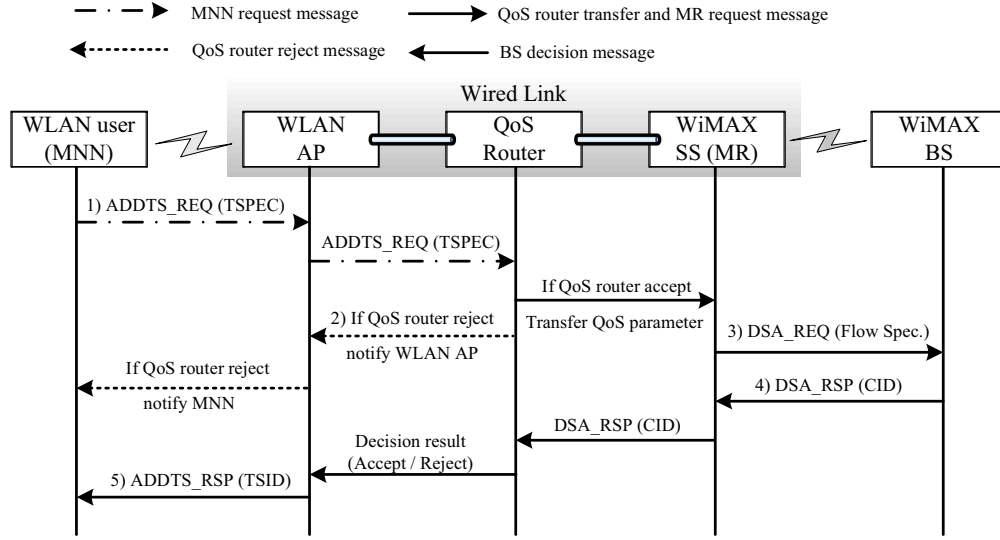 MNN request message
QoS router transfer and MR request message
QoS router reject message
BS decision message
Wired Link
WLAN user
(MNN)
WLAN
AP
QoS
Router
WiMAX
SS (MR)
WiMAX
BS
1) ADDTS_REQ (TSPEC)
ADDTS_REQ (TSPEC)
If QoS router accept
Transfer QoS parameter
2) If QoS router reject
notify WLAN AP
3) DSA_REQ (Flow Spec.)
If QoS router reject
notify MNN
4) DSA_RSP (CID)
DSA_RSP (CID)
Decision result
(Accept / Reject)
5) ADDTS_RSP (TSID)